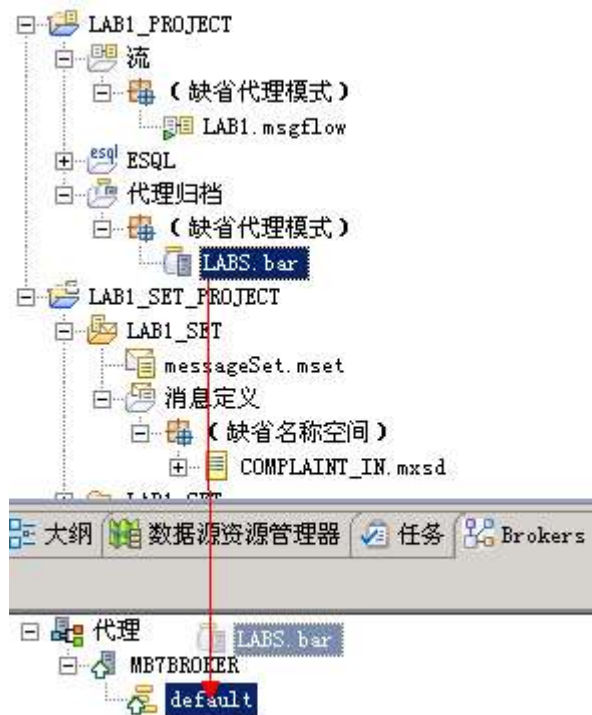 LAB1_PROJECT
流
(缺省代理模式)
LAB1.msgflow
esql ESQL
代理归档
(缺省代理模式)
LABS.bar
LAB1_SET_PROJECT
LAB1_SET
messageSet.mset
消息定义
(缺省名称空间)
COMPLAINT_IN.mxsd
LAB1_SET
大纲 数据源资源管理器 任务 Brokers
代理 LABS.bar
MB7BROKER
default